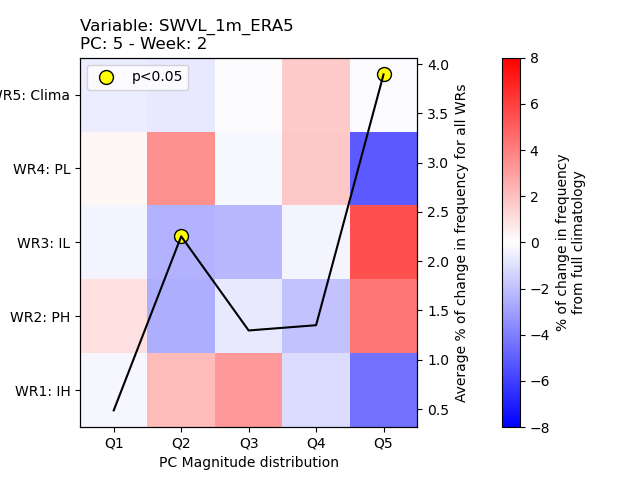 Variable: SWVL_1m_ERA5
PC: 5 - Week: 2
p<0.05
WR5: Clima
WR4: PL
WR3: IL
WR2: PH
WR1: IH
Q1 Q2 Q3 Q4 Q5
PC Magnitude distribution
4.0
3.5
3.0
2.5
2.0
1.5
1.0
0.5
Average % of change in frequency for all WRs
8
6
4
2
0
−2
−4
−6
−8
% of change in frequency
from full climatology